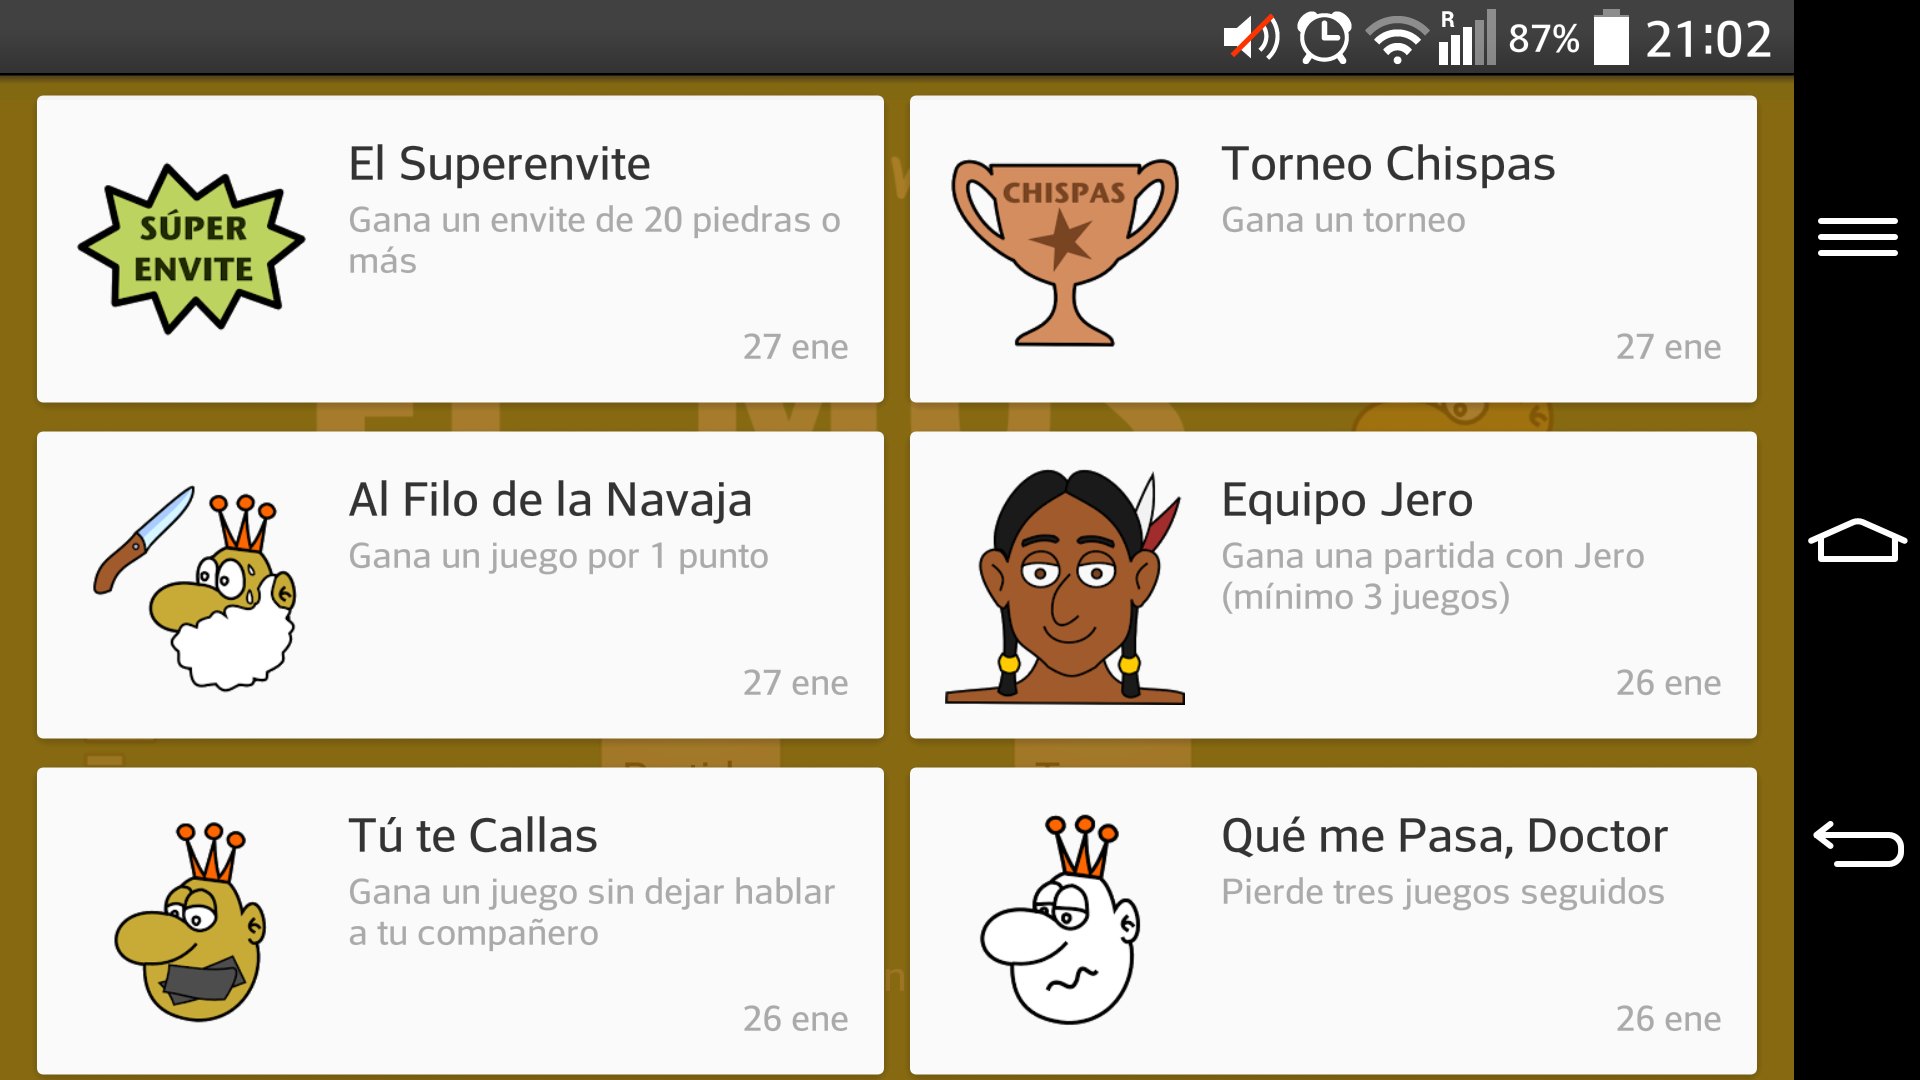 R
87%
21:02
SÚPER
ENVITE
El Superenvite
Gana un envite de 20 piedras o
más
27 ene
CHISPAS
Torneo Chispas
Gana un torneo
27 ene
Al Filo de la Navaja
Gana un juego por 1 punto
27 ene
Equipo Jero
Gana una partida con Jero
(mínimo 3 juegos)
26 ene
Tú te Callas
Gana un juego sin dejar hablar
a tu compañero
26 ene
Qué me Pasa, Doctor
Pierde tres juegos seguidos
26 ene